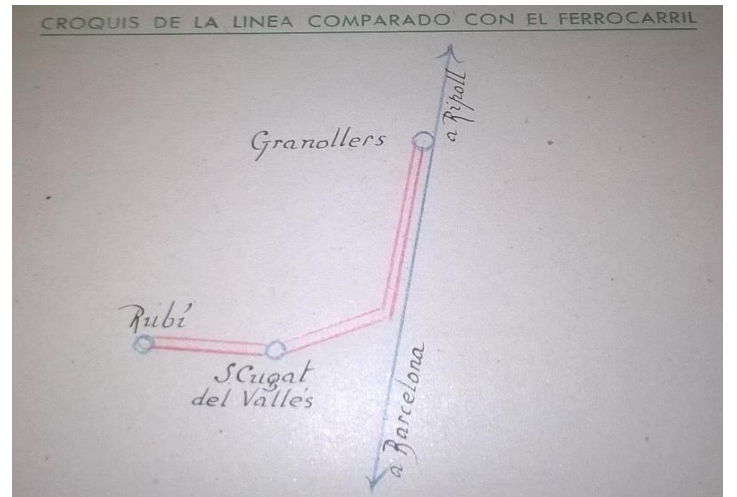 CROQUIS DE LA LINEA COMPARADO CON EL FERROCARRIL
a Ripoll
Granollers
Rubí
S. Cugat
del Vallés
a Barcelona